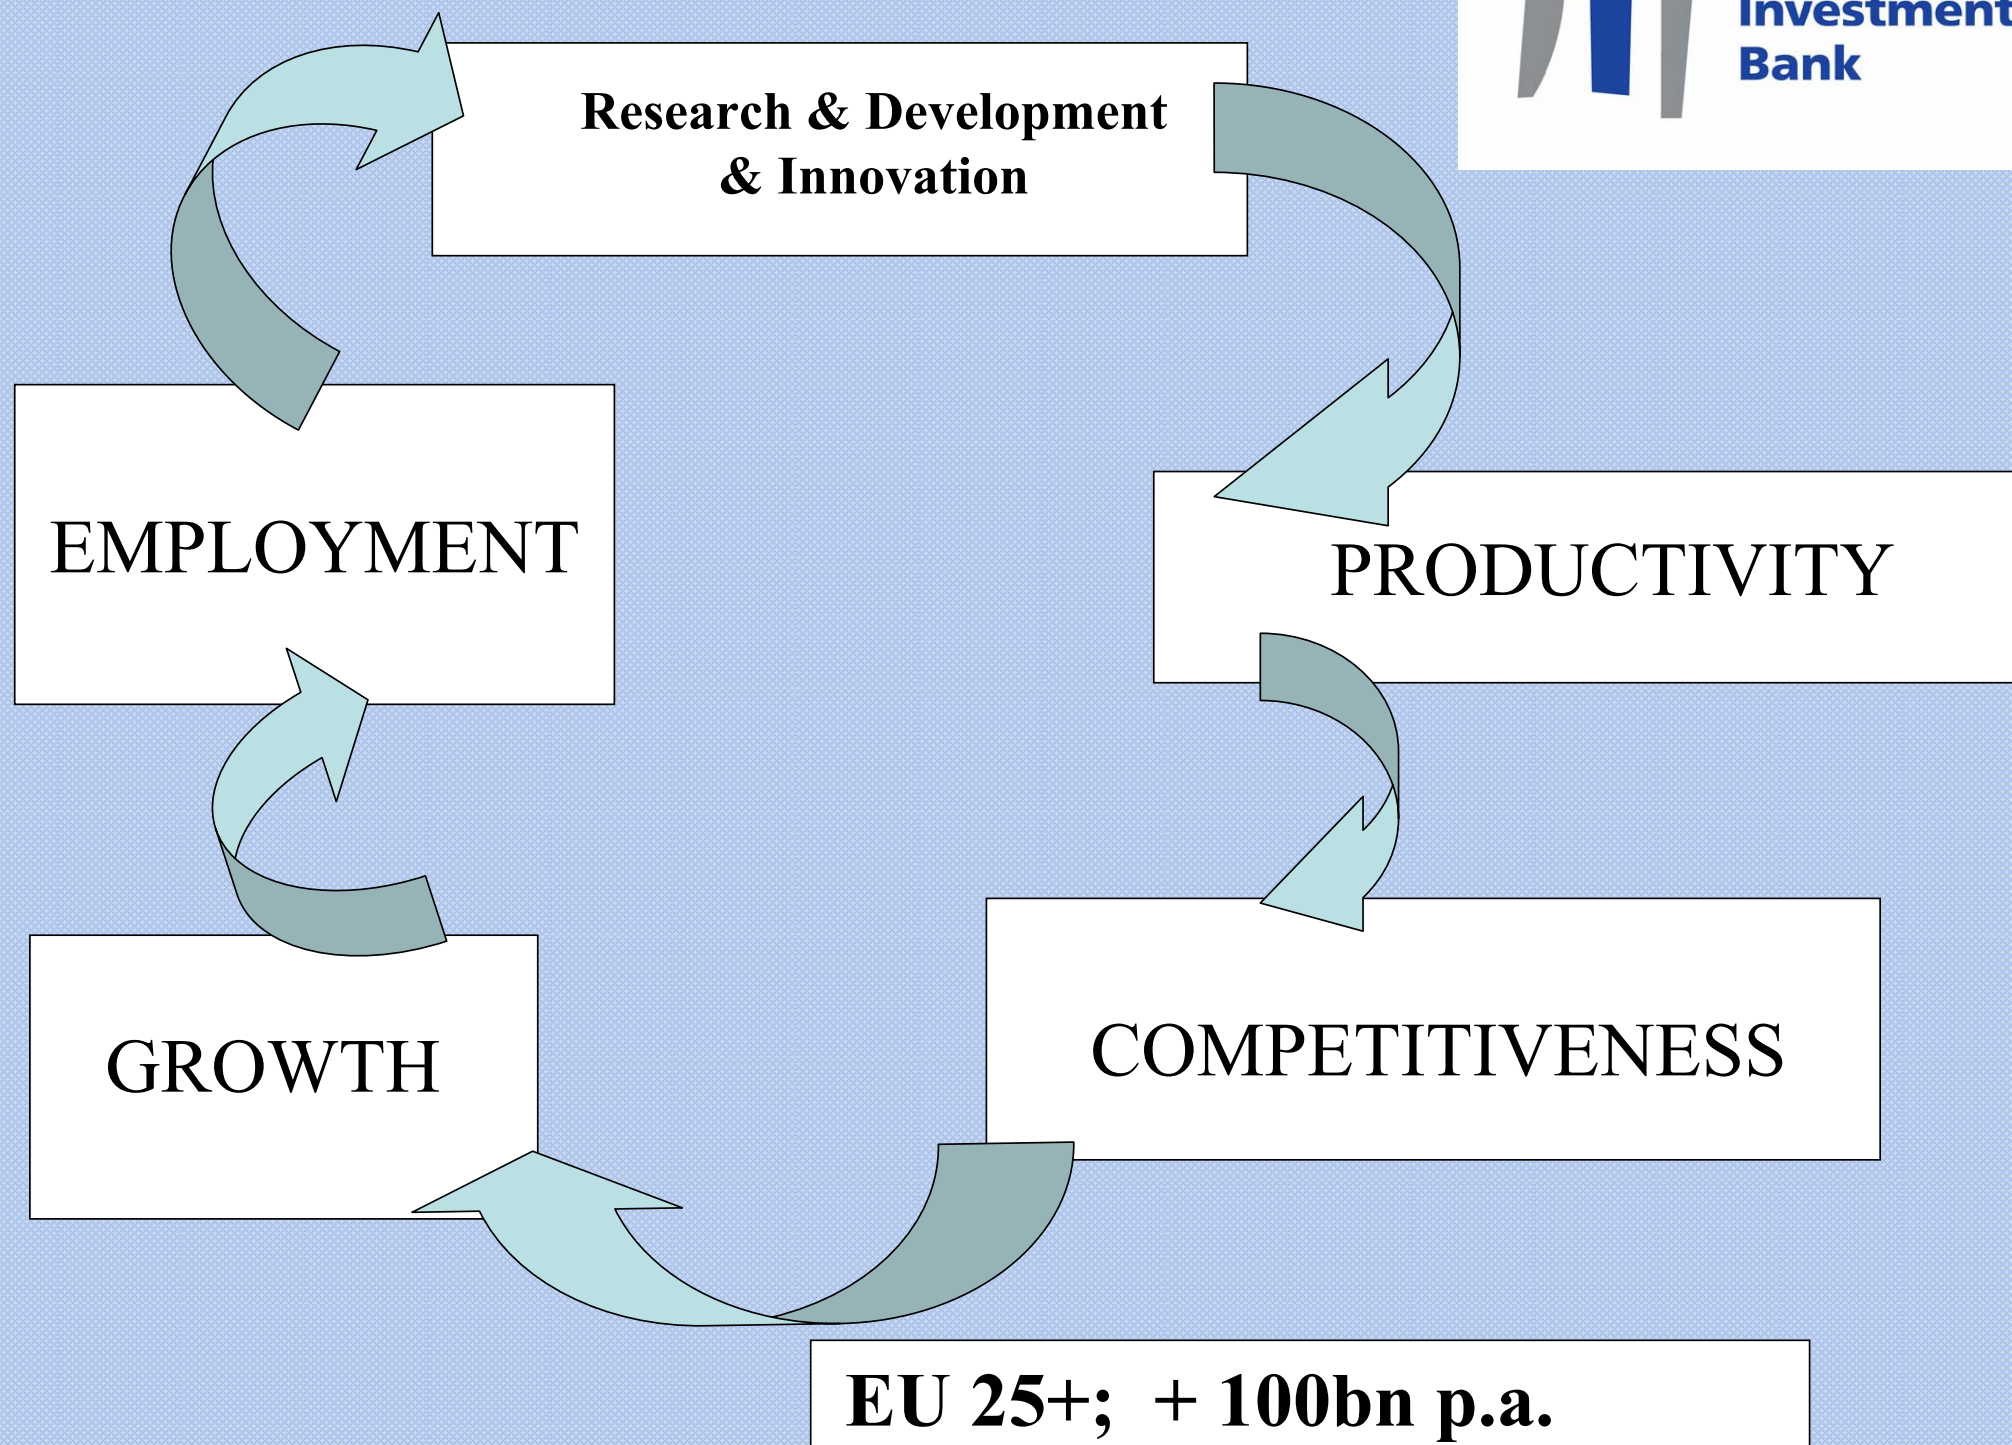 Investment
Bank
Research & Development
& Innovation
EMPLOYMENT
PRODUCTIVITY
GROWTH
COMPETITIVENESS
EU 25+; + 100bn p.a.